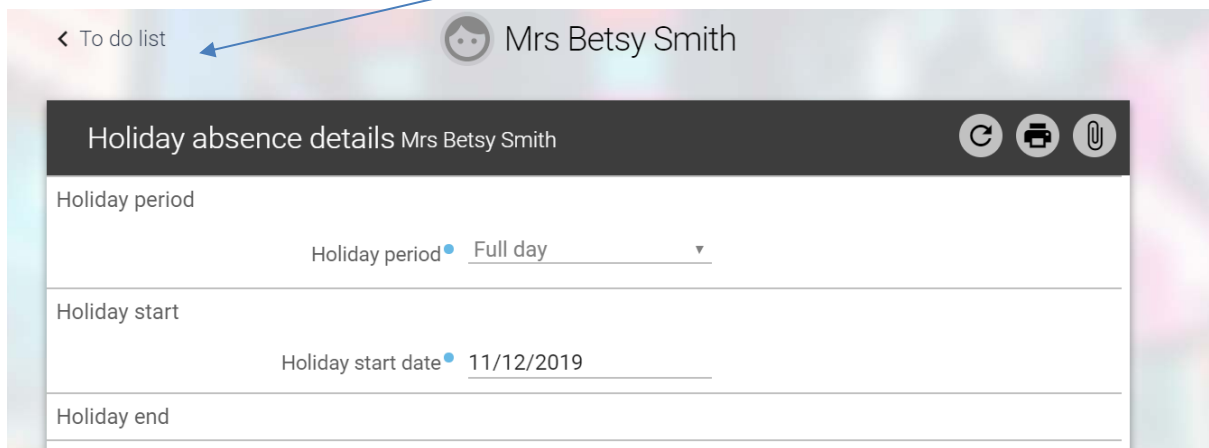 To do list
Mrs Betsy Smith
Holiday absence details Mrs Betsy Smith
Holiday period
Holiday period Full day
Holiday start
Holiday start date 11/12/2019
Holiday end